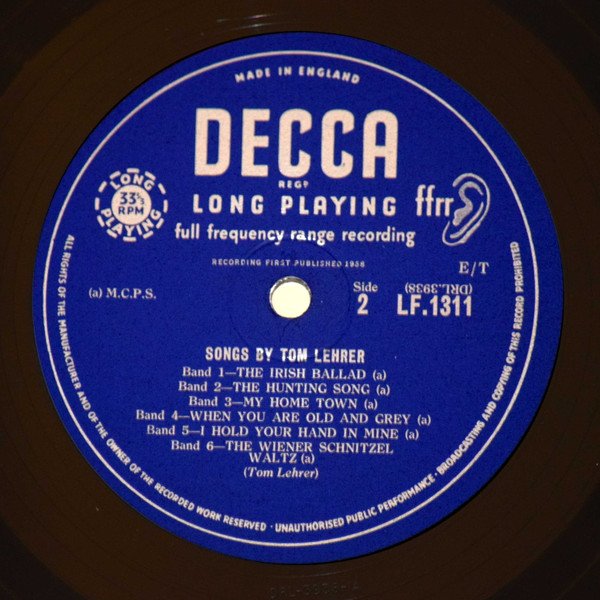 MADE IN ENGLAND
DECCA
REGD
LONG PLAYING
ffrr
full frequency range recording
LONG
33⅓
RPM
PLAYING
RECORDING FIRST PUBLISHED 1958
E/T
(a) M.C.P.S.
Side
2
(DRL.3938)
LF.1311
SONGS BY TOM LEHRER
Band 1—THE IRISH BALLAD (a)
Band 2—THE HUNTING SONG (a)
Band 3—MY HOME TOWN (a)
Band 4—WHEN YOU ARE OLD AND GREY (a)
Band 5—I HOLD YOUR HAND IN MINE (a)
Band 6—THE WIENER SCHNITZEL
WALTZ (a)
(Tom Lehrer)
ALL RIGHTS OF THE MANUFACTURER AND OF THE OWNER OF THE RECORDED WORK RESERVED · UNAUTHORISED PUBLIC PERFORMANCE · BROADCASTING AND COPYING OF THIS RECORD PROHIBITED